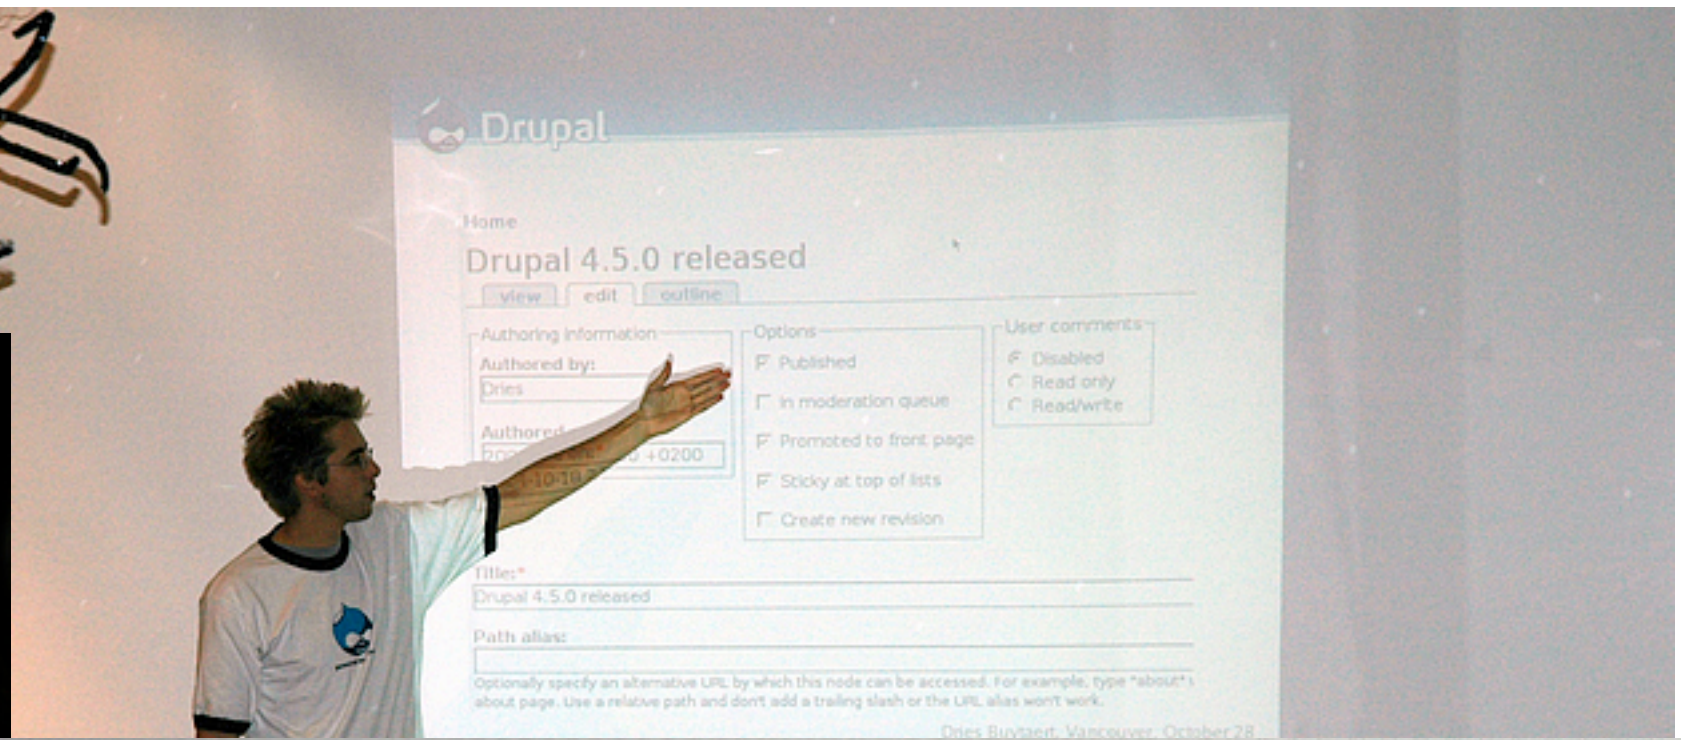 Drupal
Home
Drupal 4.5.0 released
view edit outline
Authoring information
Authored by:
Dries
Authored
+0200
-10-18
Options
Published
In moderation queue
Promoted to front page
Sticky at top of lists
Create new revision
User comments
Disabled
Read only
Read/write
Title:*
Drupal 4.5.0 released
Path alias:
Optionally specify an alternative URL by which this node can be accessed. For example, type "about"
about page. Use a relative path and don't add a trailing slash or the URL alias won't work.
Dries Buytaert, Vancouver, October 28